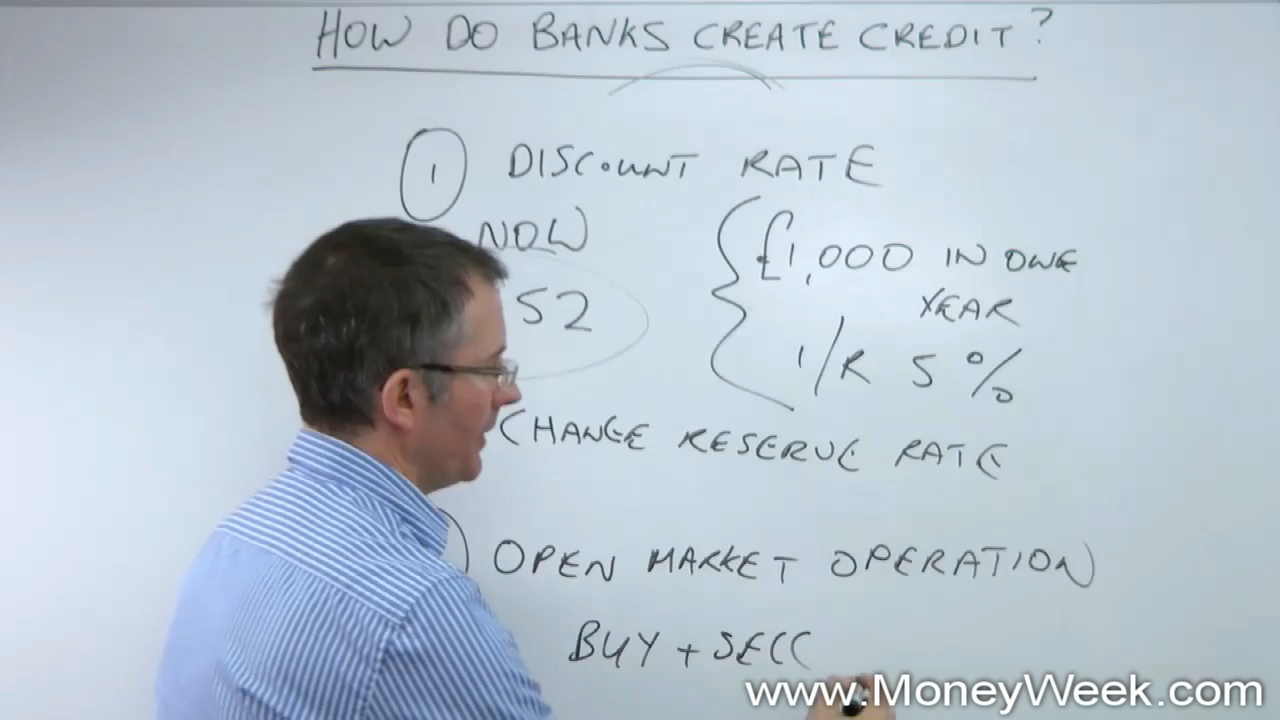 HOW DO BANKS CREATE CREDIT?
1 DISCOUNT RATE
NOW
£1,000 IN ONE
YEAR
52
I/R 5%
CHANGE RESERVE RATE
OPEN MARKET OPERATION
BUY + SELL
www.MoneyWeek.com